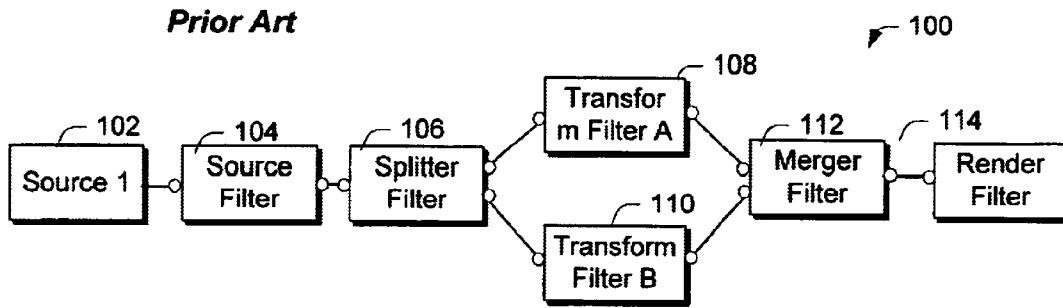 Prior Art
100
108
102
104
106
112
114
Transfor
m Filter A
Source 1
Source
Filter
Splitter
Filter
Merger
Filter
Render
Filter
110
Transform
Filter B